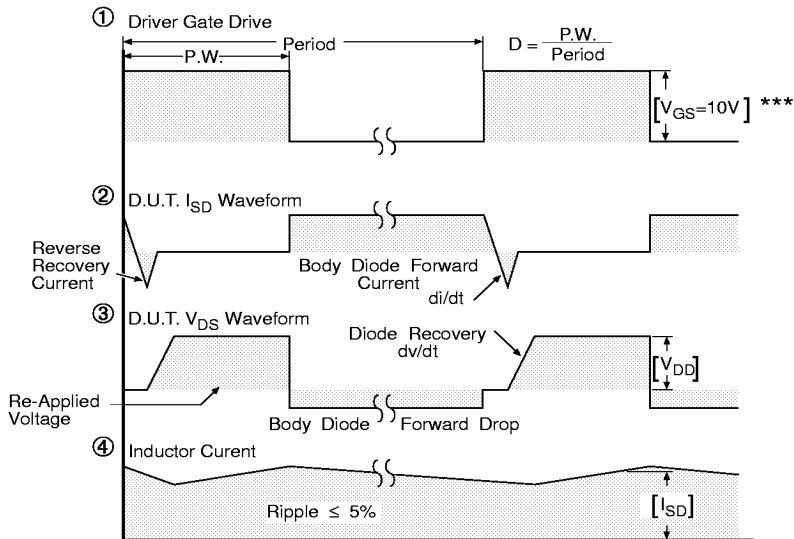 ① Driver Gate Drive
P.W.
Period
D = P.W.
Period
[VGS=10V] ***
② D.U.T. ISD Waveform
Reverse
Recovery
Current
Body Diode Forward
Current
di/dt
③ D.U.T. VDS Waveform
Diode Recovery
dv/dt
[VDD]
Re-Applied
Voltage
Body Diode Forward Drop
④ Inductor Curent
Ripple ≤ 5%
[ISD]